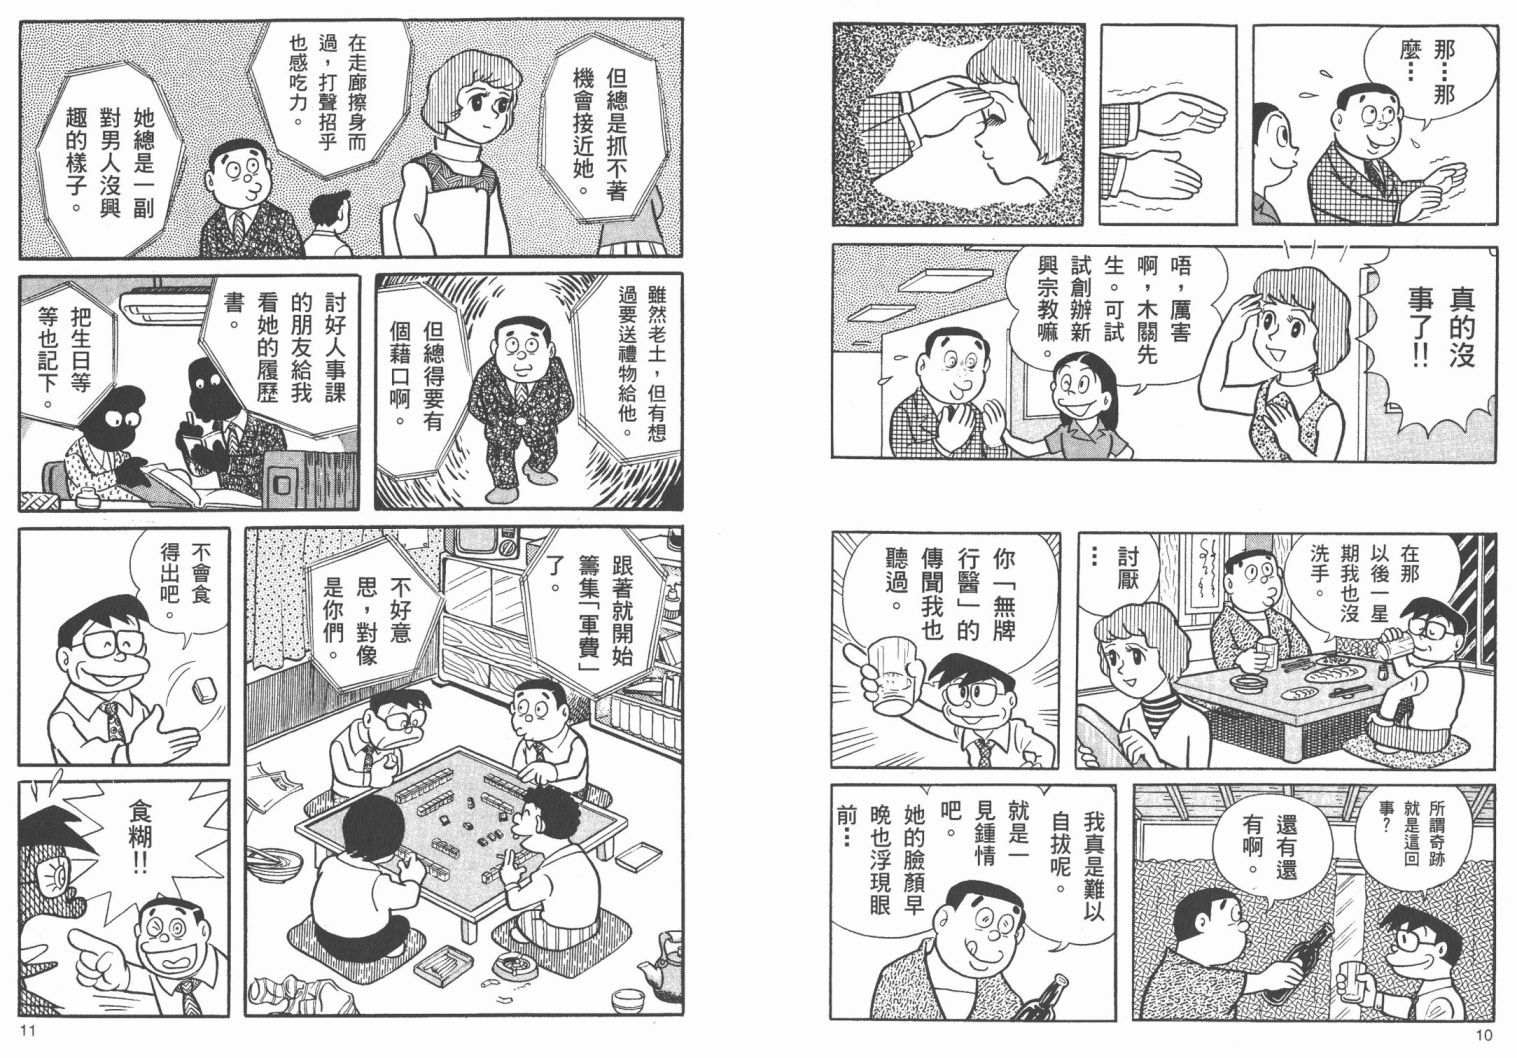 那⋯那
麼⋯
真的沒
事了!!
唔，厲害
啊，木關先
生。可試
試創辦新
興宗教嘛。
在那
以後一星
期我也沒
洗手。
討厭
⋯
你「無牌
行醫」的
傳聞我也
聽過。
所謂奇跡
就是這回
事?
還有還
有啊。
我真是難以
自拔呢。
就是一
見鍾情
吧。
她的臉顏早
晚也浮現眼
前⋯
10
但總是抓不著
機會接近她。
在走廊擦身而
過，打聲招乎
也感吃力。
她總是一副
對男人沒興
趣的樣子。
雖然老土，但有想
過要送禮物給他。
但總得要有
個藉口啊。
討好人事課
的朋友給我
看她的履歷
書。
把生日等
等也記下。
跟著就開始
籌集「軍費」
了。
不好意
思，對像
是你們。
不會食
得出吧。
食糊!!
11